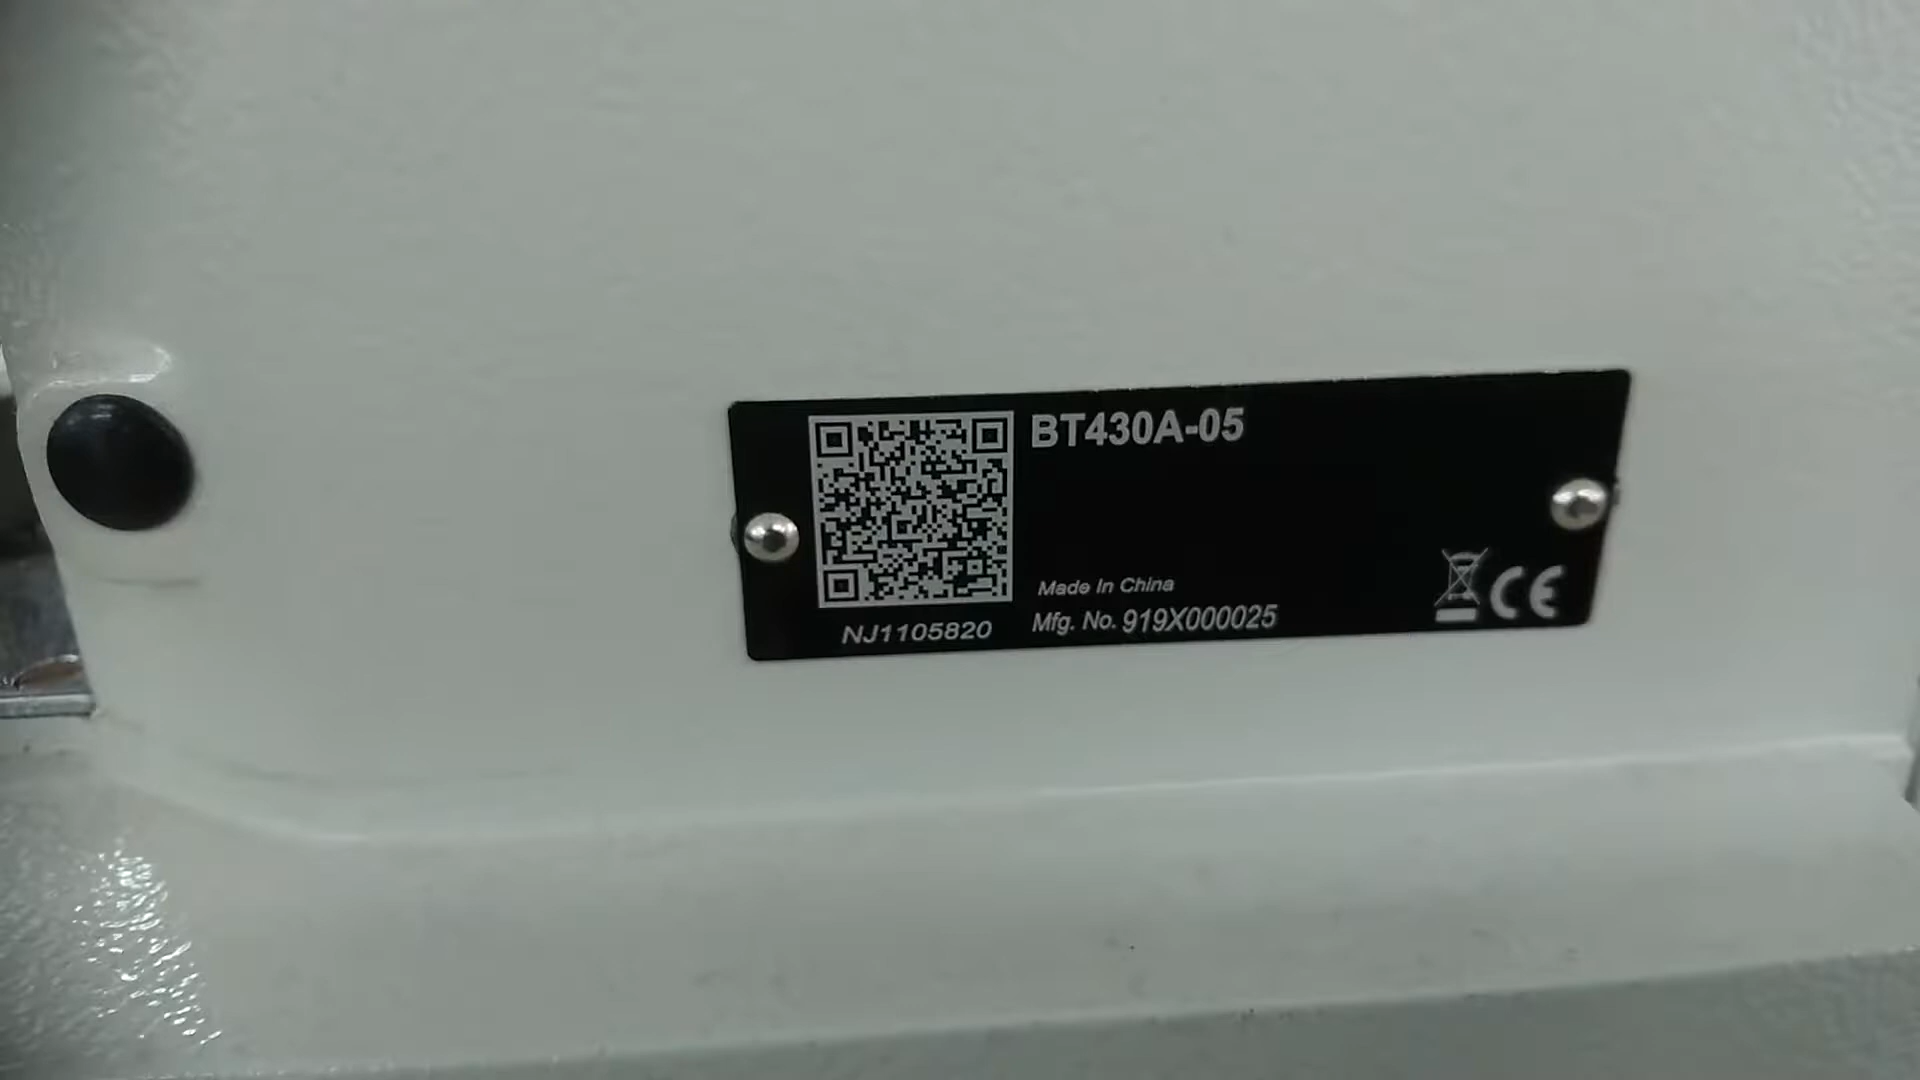 BT430A-05
Made In China
Mfg. No. 919X000025
NJ1105820
CE